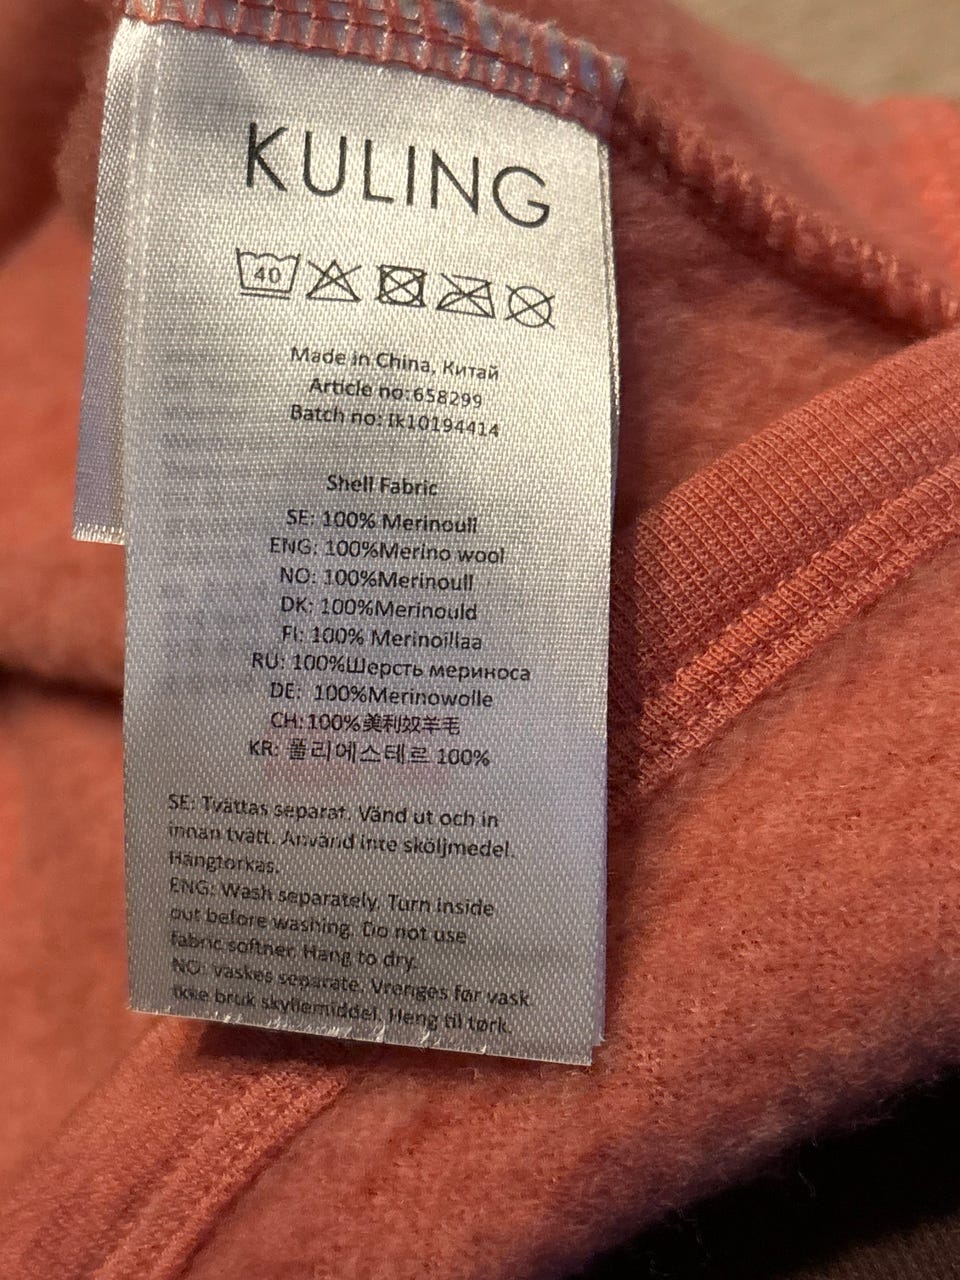 KULING
40
Made in China, Китай
Article no:658299
Batch no: lk10194414
Shell Fabric
SE: 100% Merinoull
ENG: 100%Merino wool
NO: 100%Merinoull
DK: 100%Merinould
FI: 100% Merinoillaa
RU: 100%Шерсть мериноса
DE: 100%Merinowolle
CH:100%美利奴羊毛
KR: 폴리에스테르 100%
SE: Tvättas separat. Vänd ut och in
innan tvätt. Använd inte sköljmedel.
Hängtorkas.
ENG: Wash separately. Turn inside
out before washing. Do not use
fabric softner. Hang to dry.
NO: vaskes separate. Vrenges før vask
Ikke bruk skyllemiddel. Heng til tørk.